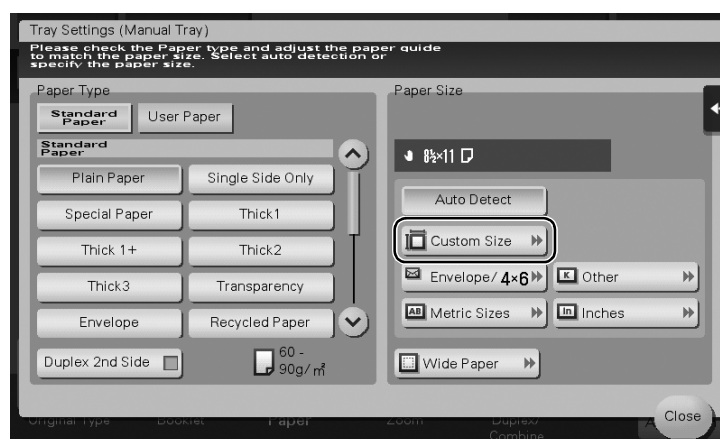 Tray Settings (Manual Tray)
Please check the Paper type and adjust the paper guide
to match the paper size. Select auto detection or
specify the paper size.
Paper Type
Standard
Paper
User Paper
Standard
Paper
Plain Paper
Single Side Only
Special Paper
Thick1
Thick 1+
Thick2
Thick3
Transparency
Envelope
Recycled Paper
Duplex 2nd Side
60 -
90g/㎡
Paper Size
8½×11
Auto Detect
Custom Size
Envelope/ 4×6
K Other
AB Metric Sizes
In Inches
Wide Paper
Close
Original Type
Booklet
Paper
Zoom
Duplex/
Combine